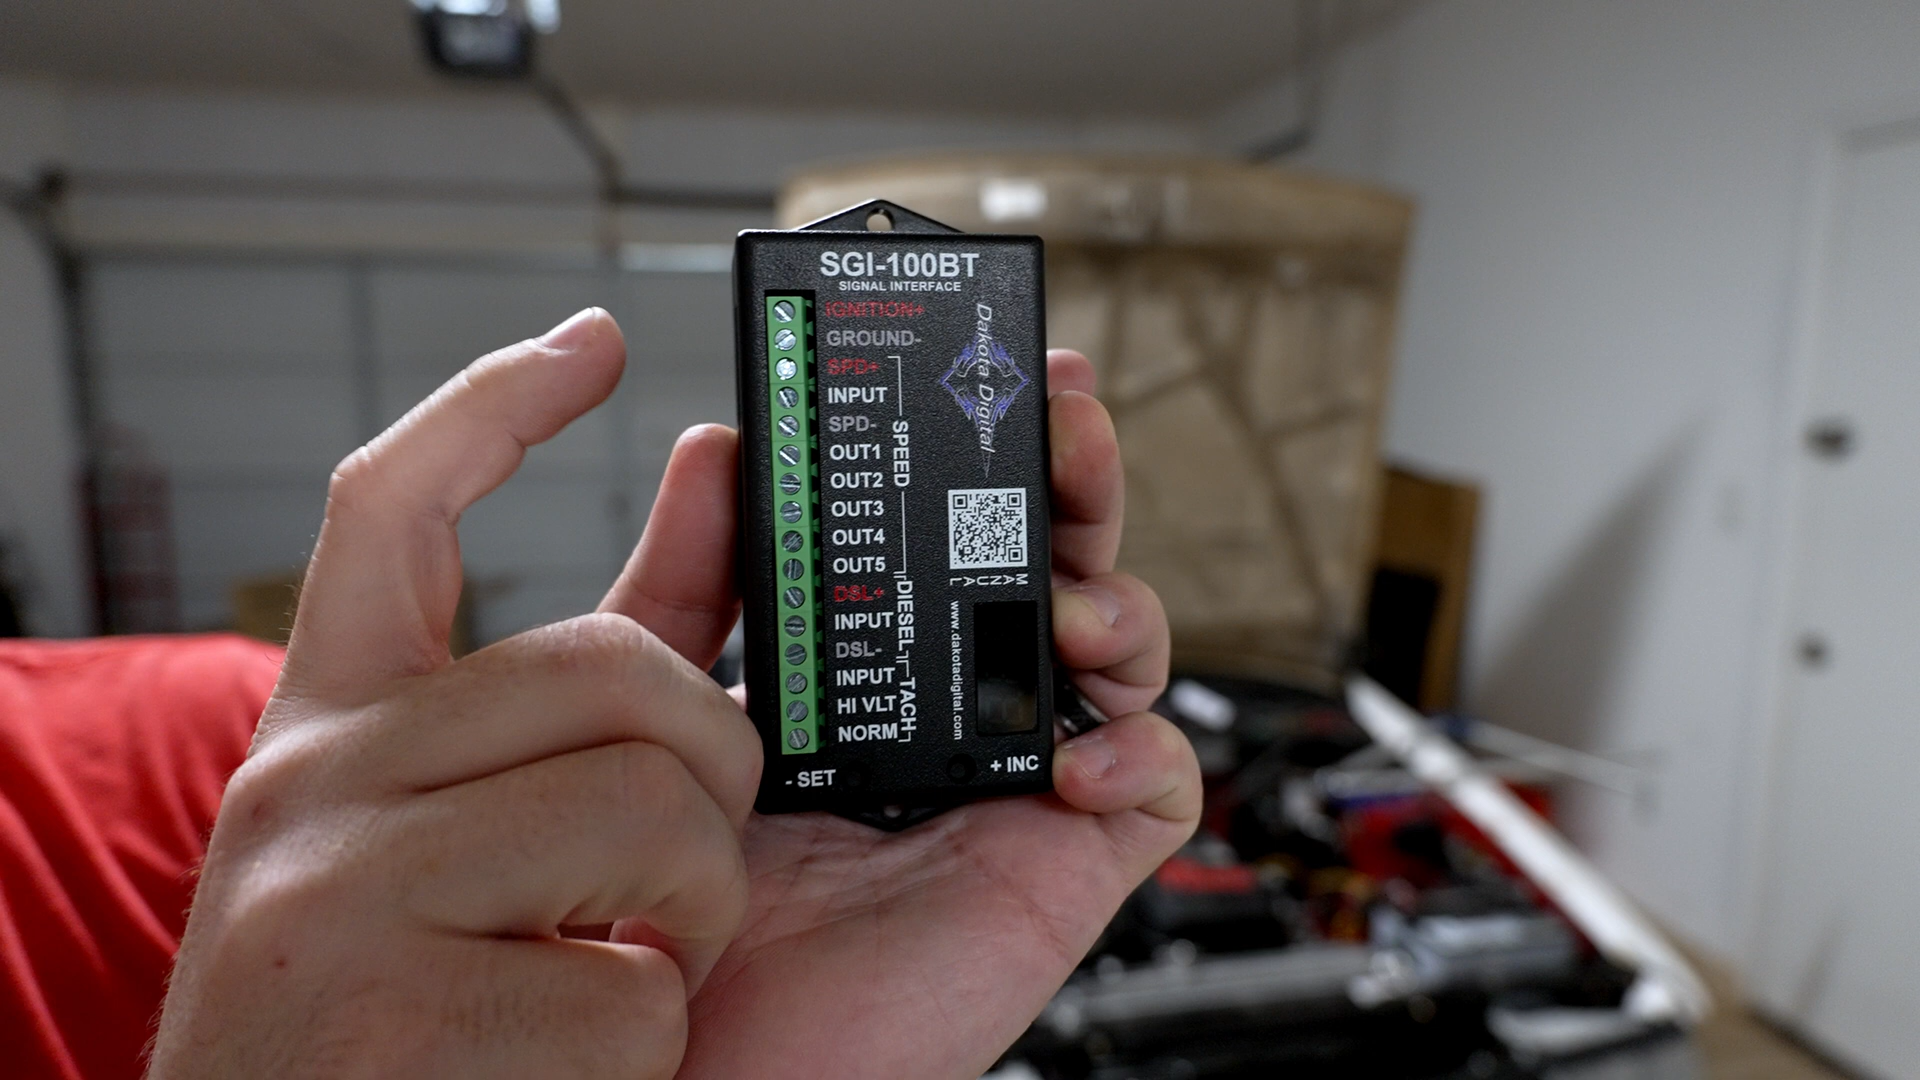 SGI-100BT
SIGNAL INTERFACE
IGNITION+
GROUND-
SPD+
INPUT
SPD-
OUT1
OUT2
OUT3
OUT4
OUT5
DSL+
INPUT
DSL-
INPUT
HI VLT
NORM
SPEED
DIESEL
TACH
Dakota Digital
MANUAL
www.dakotadigital.com
- SET
+ INC